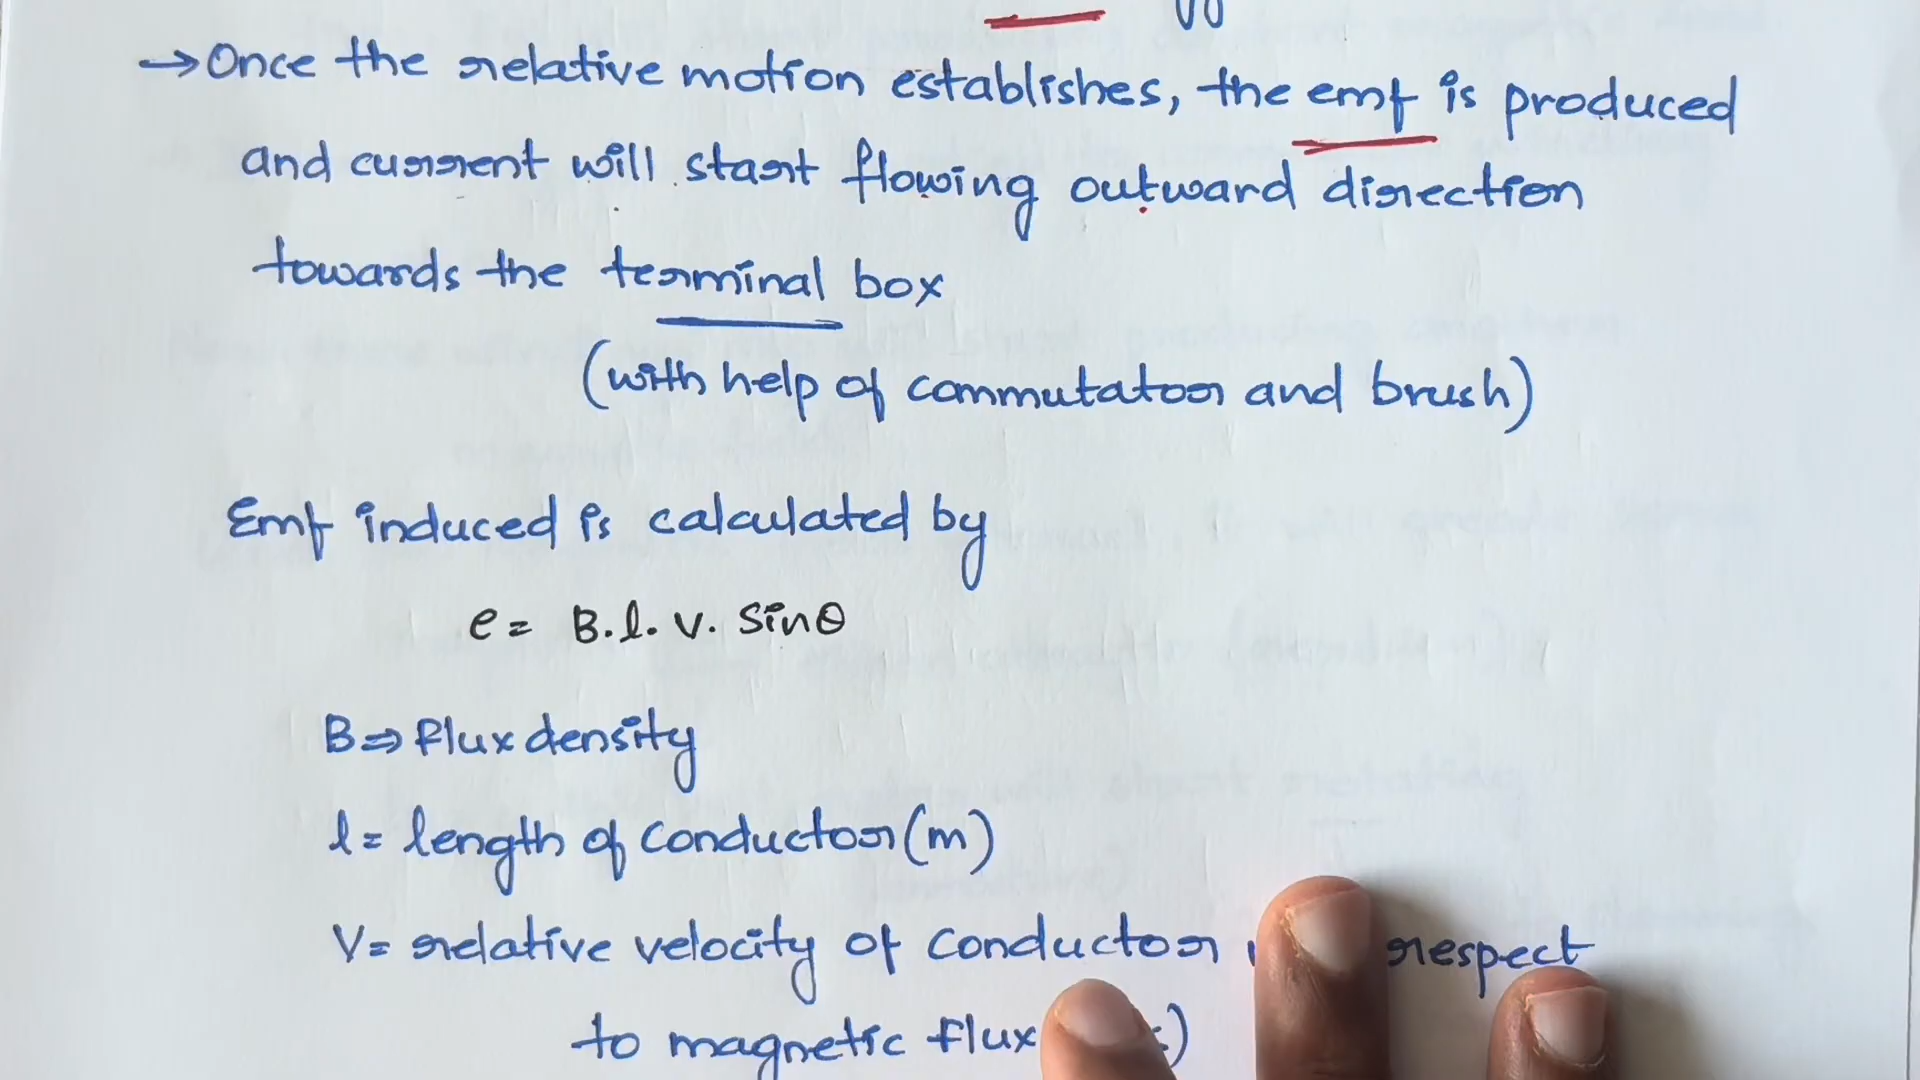 →Once the relative motion establishes, the emf is produced
and current will start flowing outward direction
towards the terminal box
(with help of commutator and brush)
Emf induced is calculated by
e = B.l. v. sinθ
B⇒ Flux density
l = length of conductor (m)
V = relative velocity of conductor respect
to magnetic flux )